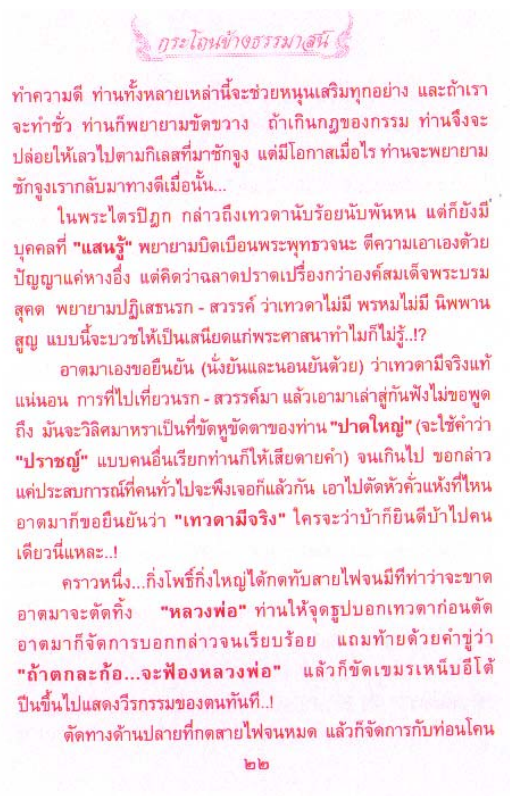 กระโถนข้างธรรมาสน์
ทำความดี ท่านทั้งหลายเหล่านี้จะช่วยหนุนเสริมทุกอย่าง และถ้าเรา
จะทำชั่ว ท่านก็พยายามขัดขวาง ถ้าเกินกฎของกรรม ท่านจึงจะ
ปล่อยให้เลวไปตามกิเลสที่มาชักจูง แต่มีโอกาสเมื่อไร ท่านจะพยายาม
ชักจูงเรากลับมาทางดีเมื่อนั้น...
ในพระไตรปิฎก กล่าวถึงเทวดานับร้อยนับพันหน แต่ก็ยังมี
บุคคลที่ "แสนรู้" พยายามบิดเบือนพระพุทธวจนะ ตีความเอาเองด้วย
ปัญญาแค่หางอึ่ง แต่คิดว่าฉลาดปราดเปรื่องกว่าองค์สมเด็จพระบรม
สุคต พยายามปฏิเสธนรก - สวรรค์ ว่าเทวดาไม่มี พรหมไม่มี นิพพาน
สูญ แบบนี้จะบวชให้เป็นเสนียดแก่พระศาสนาทำไมก็ไม่รู้..!?
อาตมาเองขอยืนยัน (นั่งยันและนอนยันด้วย) ว่าเทวดามีจริงแท้
แน่นอน การที่ไปเที่ยวนรก - สวรรค์มา แล้วเอามาเล่าสู่กันฟังไม่ขอพูด
ถึง มันจะวิลิศมาหราเป็นที่ขัดหูขัดตาของท่าน "ปาดใหญ่" (จะใช้คำว่า
"ปราชญ์" แบบคนอื่นเรียกท่านก็ให้เสียดายคำ) จนเกินไป ขอกล่าว
แค่ประสบการณ์ที่คนทั่วไปจะพึงเจอก็แล้วกัน เอาไปตัดหัวคั่วแห้งที่ไหน
อาตมาก็ขอยืนยันว่า "เทวดามีจริง" ใครจะว่าบ้าก็ยินดีบ้าไปคน
เดียวนี่แหละ..!
คราวหนึ่ง...กิ่งโพธิ์กิ่งใหญ่ได้กดทับสายไฟจนมีทีท่าว่าจะขาด
อาตมาจะตัดทิ้ง "หลวงพ่อ" ท่านให้จุดธูปบอกเทวดาก่อนตัด
อาตมาก็จัดการบอกกล่าวจนเรียบร้อย แถมท้ายด้วยคำขู่ว่า
"ถ้าตกละก้อ...จะฟ้องหลวงพ่อ" แล้วก็ขัดเขมรเหน็บอีโต้
ปีนขึ้นไปแสดงวีรกรรมของตนทันที..!
ตัดทางด้านปลายที่กดสายไฟจนหมด แล้วก็จัดการกับท่อนโคน
๒๒